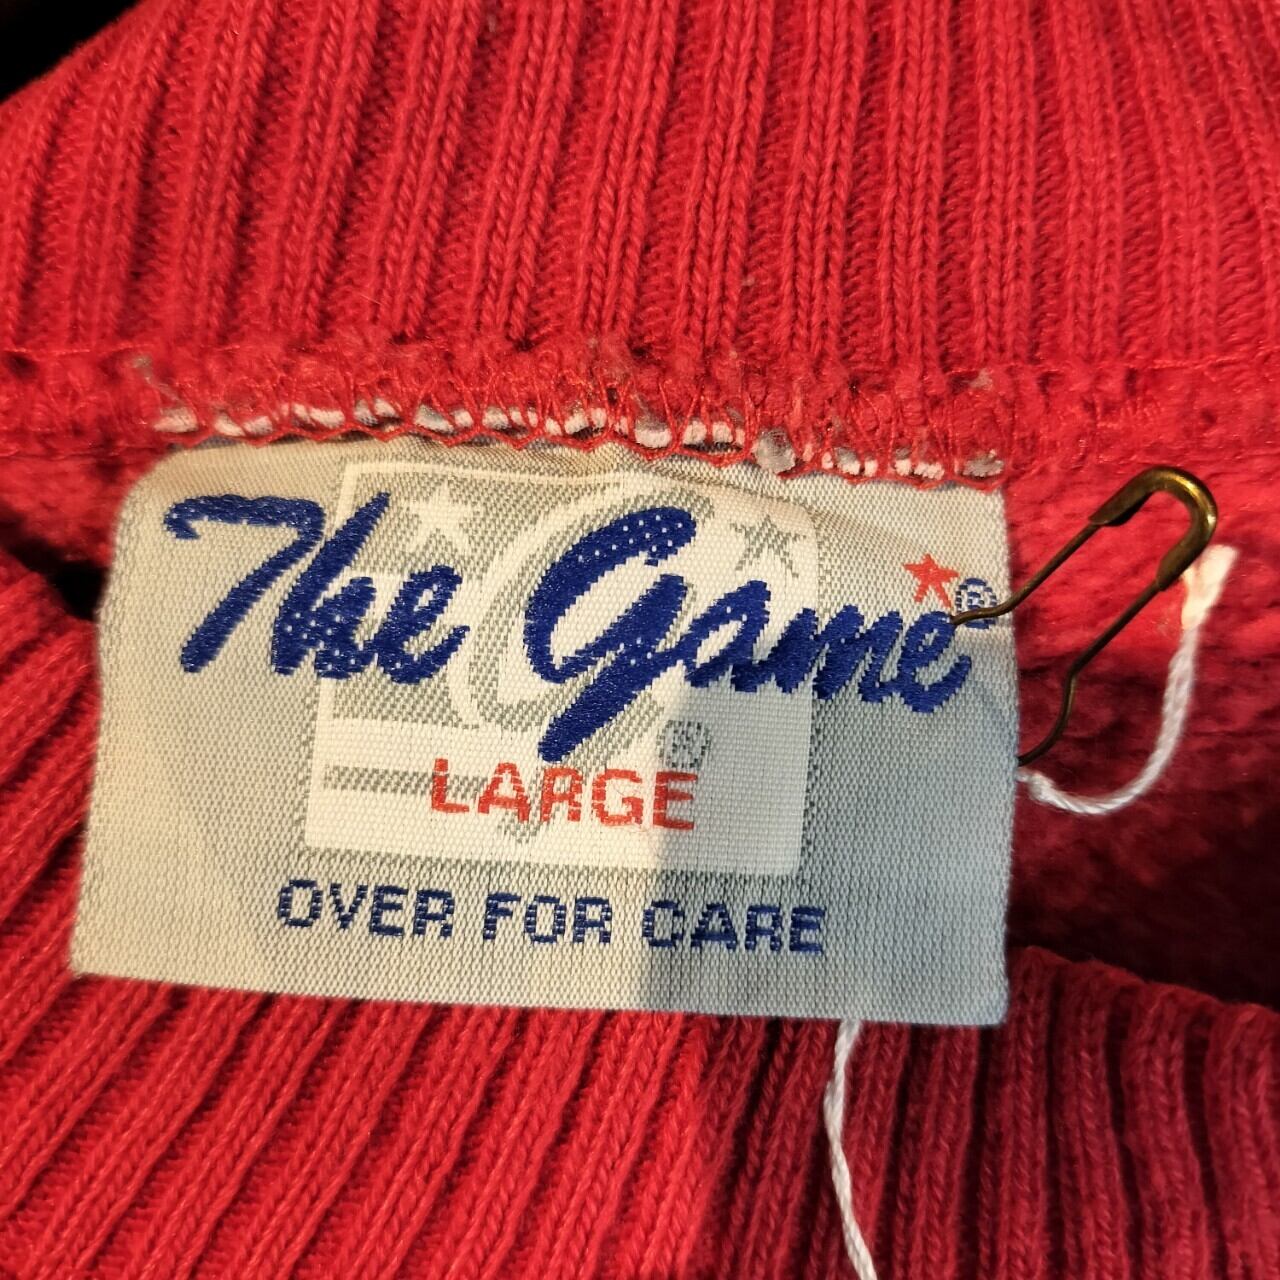 The Game ®
®
LARGE
OVER FOR CARE